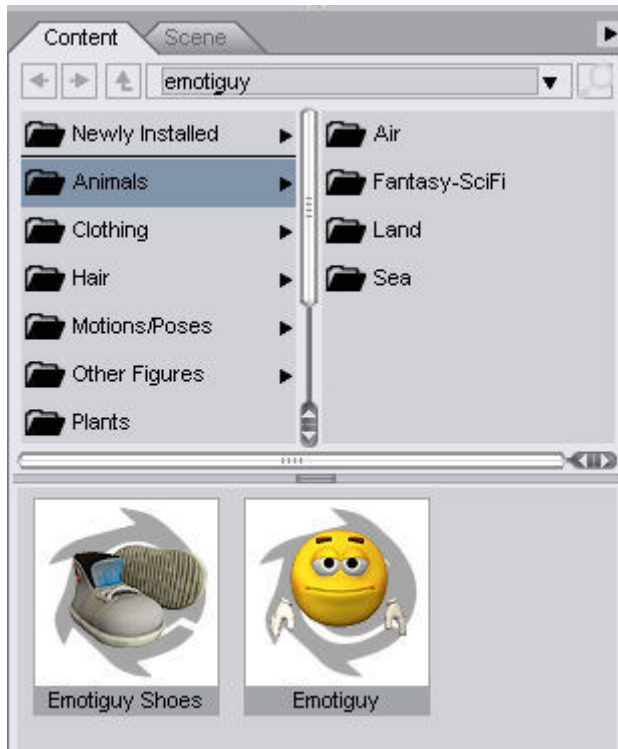 Content Scene
emotiguy
Newly Installed
Animals
Clothing
Hair
Motions/Poses
Other Figures
Plants
Air
Fantasy-SciFi
Land
Sea
Emotiguy Shoes
Emotiguy